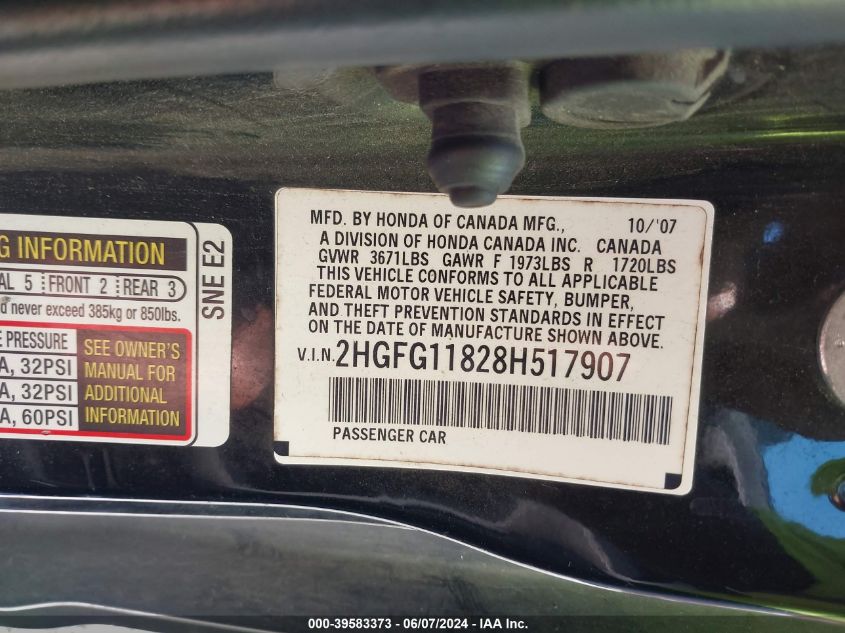 G INFORMATION
AL 5 FRONT 2 REAR 3
d never exceed 385kg or 850lbs.
PRESSURE
A, 32PSI
A, 32PSI
A, 60PSI
SEE OWNER'S
MANUAL FOR
ADDITIONAL
INFORMATION
SNE E2
MFD. BY HONDA OF CANADA MFG., 10/'07
A DIVISION OF HONDA CANADA INC. CANADA
GVWR 3671LBS GAWR F 1973LBS R 1720LBS
THIS VEHICLE CONFORMS TO ALL APPLICABLE
FEDERAL MOTOR VEHICLE SAFETY, BUMPER,
AND THEFT PREVENTION STANDARDS IN EFFECT
ON THE DATE OF MANUFACTURE SHOWN ABOVE.
V.I.N. 2HGFG11828H517907
PASSENGER CAR
000-39583373 - 06/07/2024 - IAA Inc.